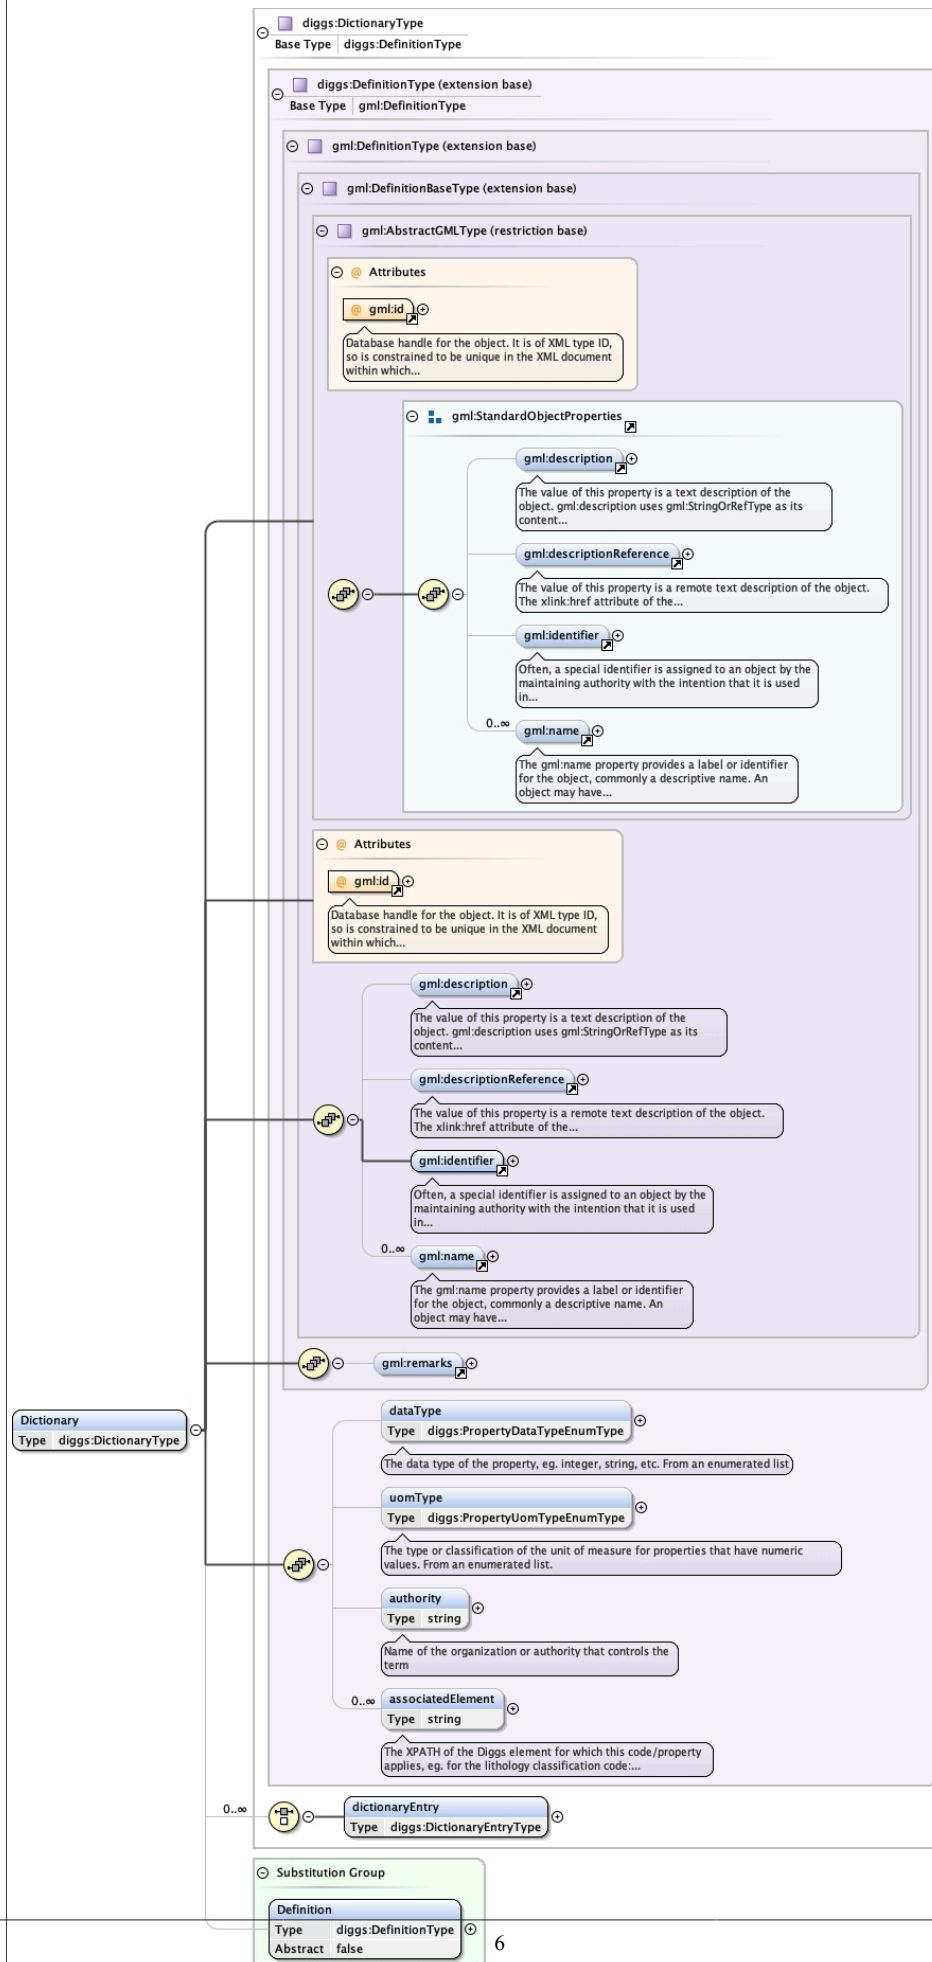 diggs:DictionaryType
Base Type diggs:DefinitionType
diggs:DefinitionType (extension base)
Base Type gml:DefinitionType
gml:DefinitionType (extension base)
gml:DefinitionBaseType (extension base)
gml:AbstractGMLType (restriction base)
@ Attributes
@ gml:id
Database handle for the object. It is of XML type ID,
so is constrained to be unique in the XML document
within which...
gml:StandardObjectProperties
gml:description
The value of this property is a text description of the
object. gml:description uses gml:StringOrRefType as its
content...
gml:descriptionReference
The value of this property is a remote text description of the object.
The xlink:href attribute of the...
gml:identifier
Often, a special identifier is assigned to an object by the
maintaining authority with the intention that it is used
in...
0..∞ gml:name
The gml:name property provides a label or identifier
for the object, commonly a descriptive name. An
object may have...
@ Attributes
@ gml:id
Database handle for the object. It is of XML type ID,
so is constrained to be unique in the XML document
within which...
gml:description
The value of this property is a text description of the
object. gml:description uses gml:StringOrRefType as its
content...
gml:descriptionReference
The value of this property is a remote text description of the object.
The xlink:href attribute of the...
gml:identifier
Often, a special identifier is assigned to an object by the
maintaining authority with the intention that it is used
in...
0..∞ gml:name
The gml:name property provides a label or identifier
for the object, commonly a descriptive name. An
object may have...
gml:remarks
Dictionary
Type diggs:DictionaryType
dataType
Type diggs:PropertyDataTypeEnumType
The data type of the property, eg. integer, string, etc. From an enumerated list
uomType
Type diggs:PropertyUomTypeEnumType
The type or classification of the unit of measure for properties that have numeric
values. From an enumerated list.
authority
Type string
Name of the organization or authority that controls the
term
0..∞ associatedElement
Type string
The XPATH of the Diggs element for which this code/property
applies, eg. for the lithology classification code:...
0..∞ dictionaryEntry
Type diggs:DictionaryEntryType
Substitution Group
Definition
Type diggs:DefinitionType
Abstract false
6